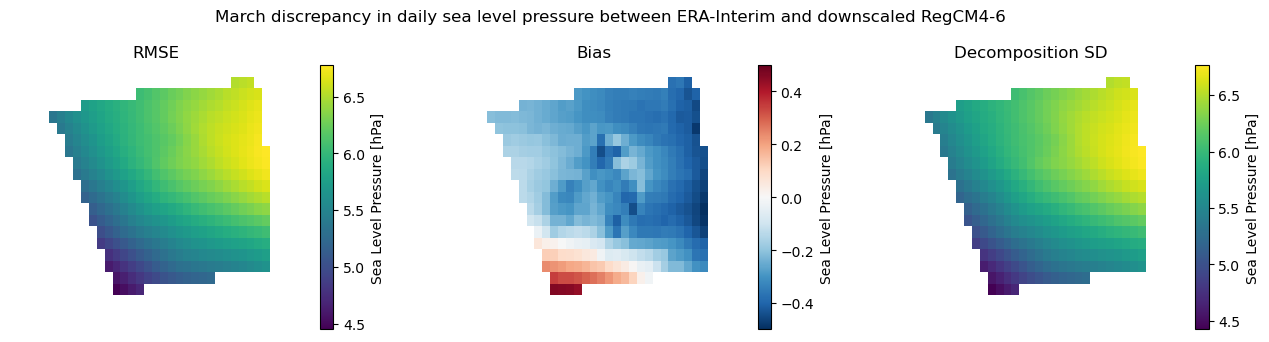 March discrepancy in daily sea level pressure between ERA-Interim and downscaled RegCM4-6
RMSE
6.5
6.0
5.5
5.0
4.5
Sea Level Pressure [hPa]
Bias
0.4
0.2
0.0
−0.2
−0.4
Sea Level Pressure [hPa]
Decomposition SD
6.5
6.0
5.5
5.0
4.5
Sea Level Pressure [hPa]